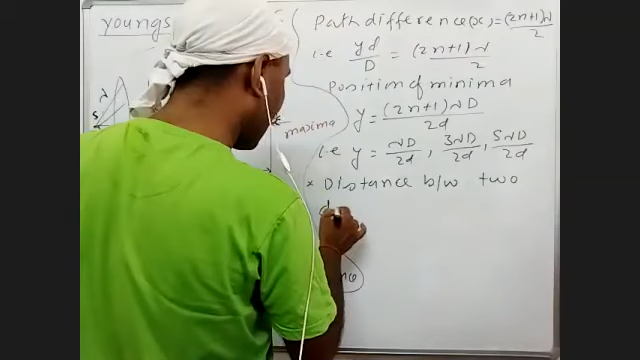 youngs
Path difference(x) = (2n+1)λ/2
i.e yd/D = (2n+1)λ/2
Position of minima
y = (2n+1)λD/2d
i.e y = λD/2d, 3λD/2d, 5λD/2d
* Distance b/w two
d
λ
S
maxima